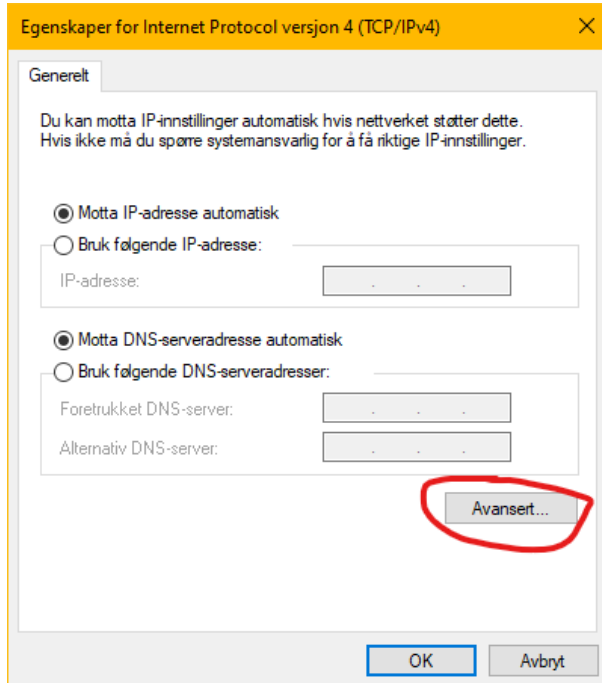 Egenskaper for Internet Protocol versjon 4 (TCP/IPv4)
Generelt
Du kan motta IP-innstillinger automatisk hvis nettverket støtter dette.
Hvis ikke må du spørre systemansvarlig for å få riktige IP-innstillinger.
Motta IP-adresse automatisk
Bruk følgende IP-adresse:
IP-adresse:
Motta DNS-serveradresse automatisk
Bruk følgende DNS-serveradresser:
Foretrukket DNS-server:
Alternativ DNS-server:
Avansert...
OK
Avbryt